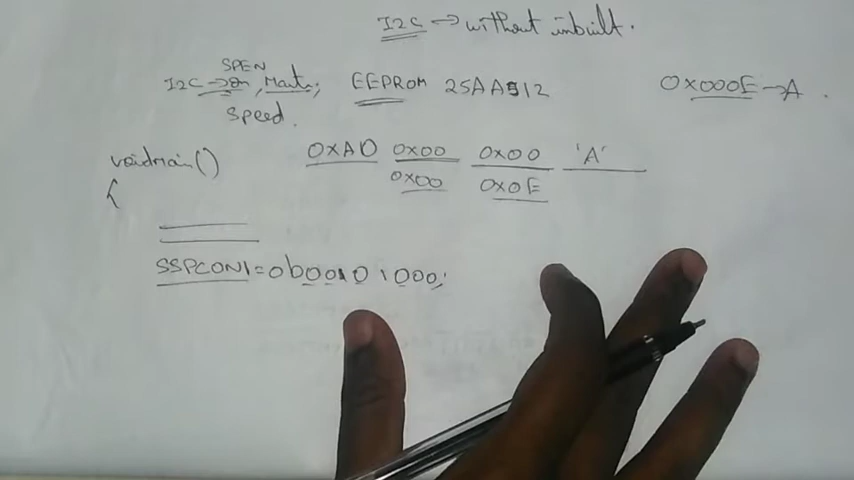 I2C → without inbuilt.
SPEN
I2C → on, Master; EEPROM 25AA512 0x000E → A.
Speed.
0xA0 0x00 0x00 'A'
void main() 0x00 0x0E
{
SSPCON1 = 0b00101000;